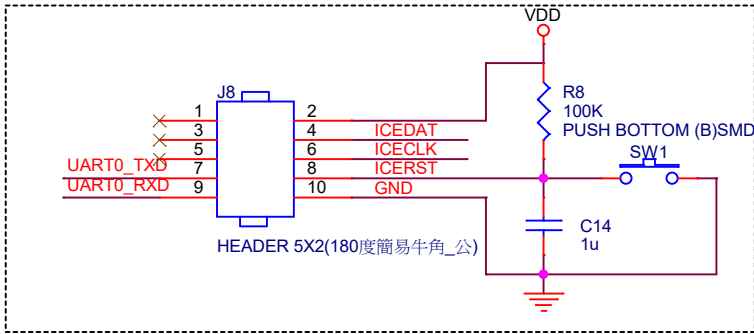 VDD
J8
R8
100K
PUSH BOTTOM (B)SMD
SW1
1 2
3 4 ICEDAT
5 6 ICECLK
UART0_TXD 7 8 ICERST
UART0_RXD 9 10 GND
C14
1u
HEADER 5X2(180度簡易牛角_公)